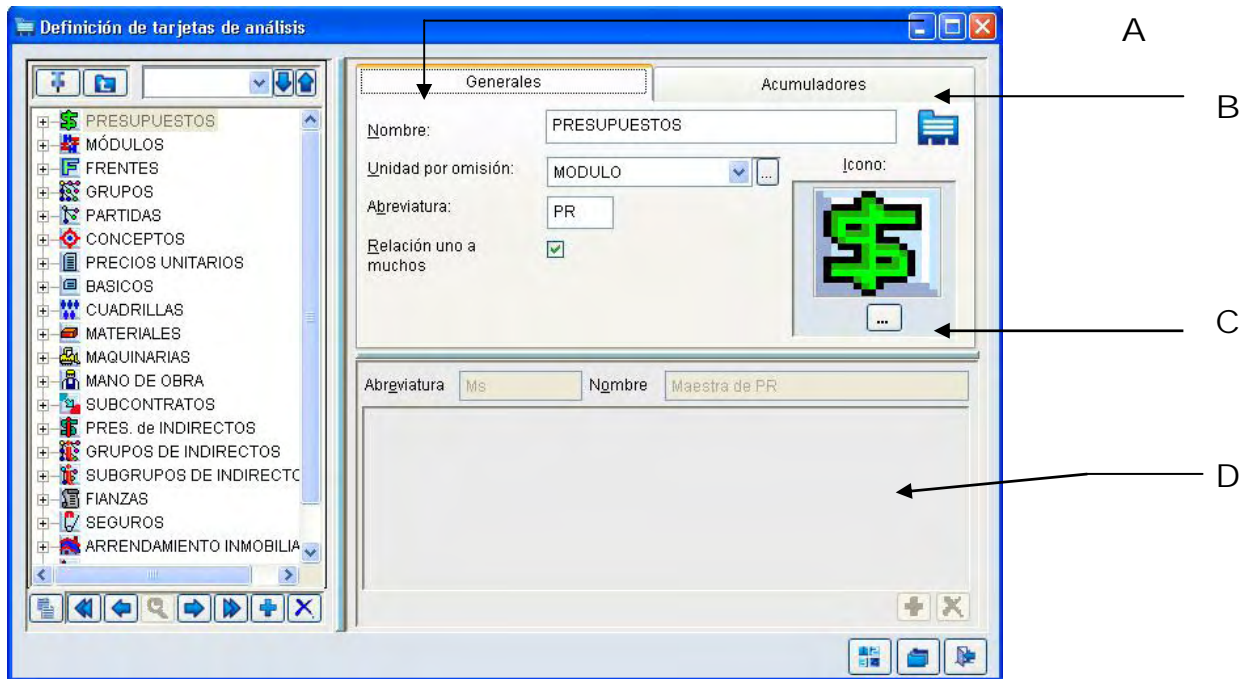 Definición de tarjetas de análisis
A
Generales
Acumuladores
B
Nombre:
PRESUPUESTOS
Unidad por omisión:
MODULO
...
Icono:
Abreviatura:
PR
Relación uno a
muchos
...
C
Abreviatura
Ms
Nombre
Maestra de PR
D
PRESUPUESTOS
MÓDULOS
FRENTES
GRUPOS
PARTIDAS
CONCEPTOS
PRECIOS UNITARIOS
BASICOS
CUADRILLAS
MATERIALES
MAQUINARIAS
MANO DE OBRA
SUBCONTRATOS
PRES. de INDIRECTOS
GRUPOS DE INDIRECTOS
SUBGRUPOS DE INDIRECTC
FIANZAS
SEGUROS
ARRENDAMIENTO INMOBILIA